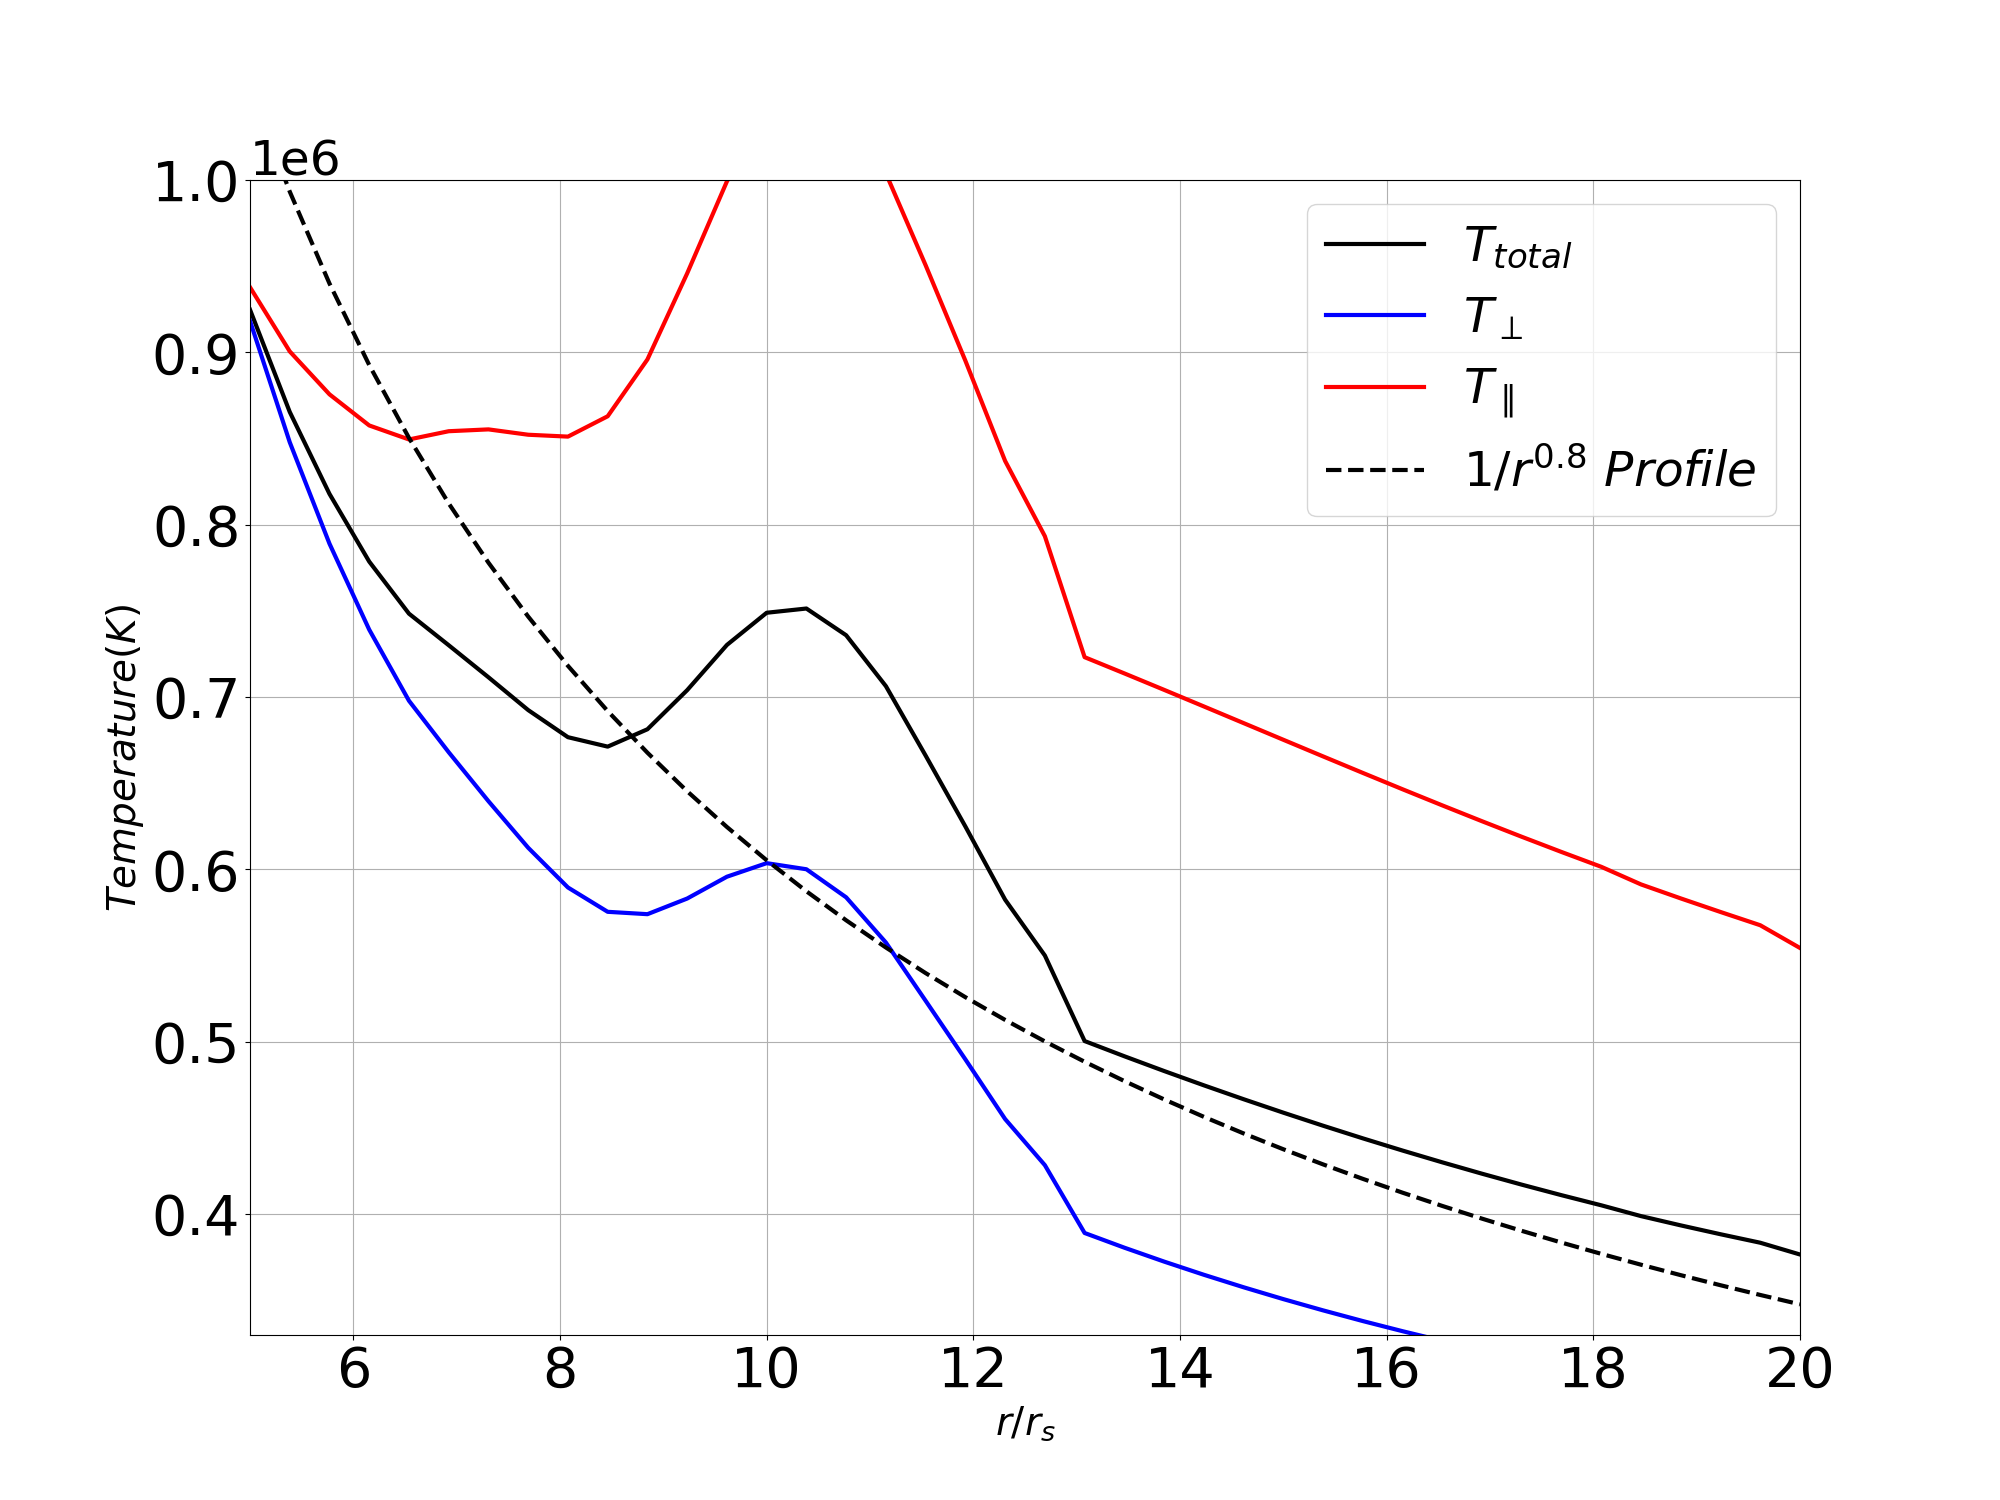 1e6
1.0
0.9
0.8
0.7
0.6
0.5
0.4
Temperature(K)
6 8 10 12 14 16 18 20
r/r_s
T_total
T_⊥
T_∥
1/r^0.8 Profile